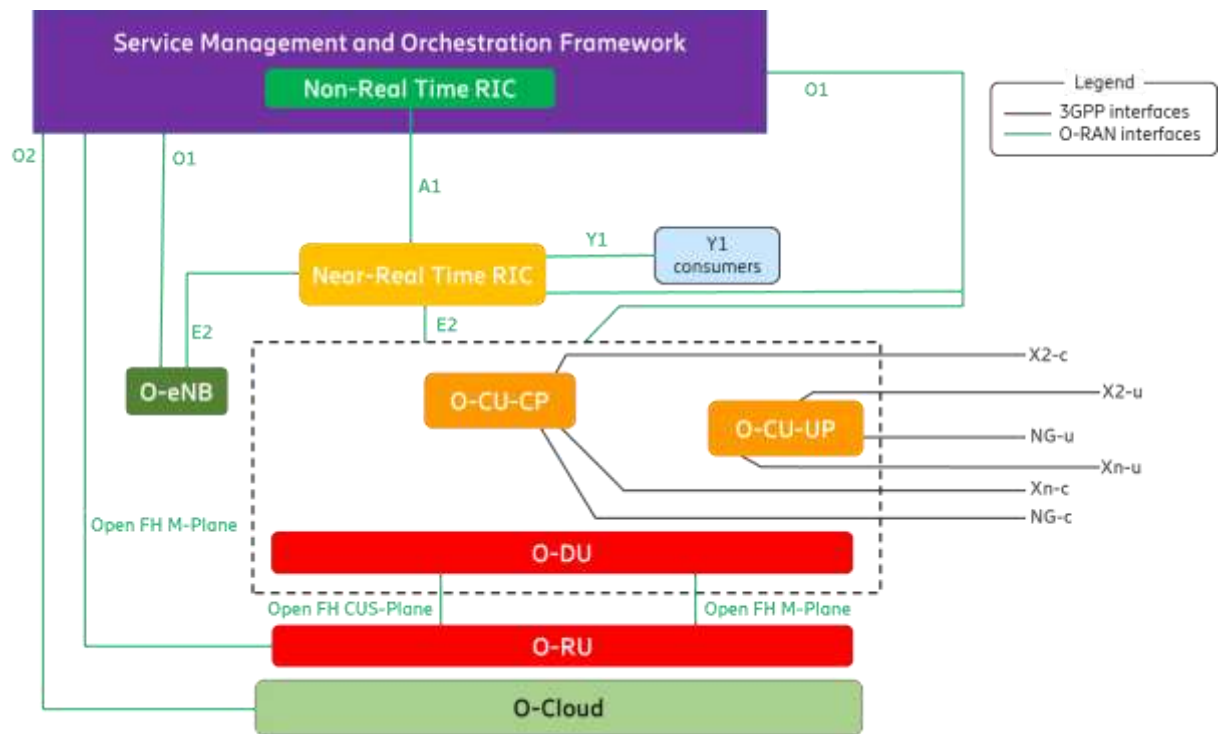 Service Management and Orchestration Framework
Non-Real Time RIC
O1
Legend
3GPP interfaces
O-RAN interfaces
O2
O1
A1
Y1
Y1
consumers
Near-Real Time RIC
E2
E2
X2-c
O-eNB
O-CU-CP
X2-u
O-CU-UP
NG-u
Xn-u
Xn-c
NG-c
Open FH M-Plane
O-DU
Open FH CUS-Plane
Open FH M-Plane
O-RU
O-Cloud